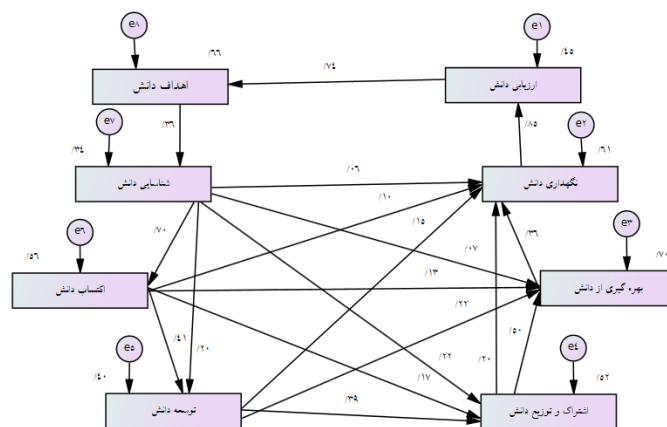 e۸
e۱
/۶۶
/۴۵
/۷۴
اهداف دانش
ارزیابی دانش
e۷
/۳۶
/۸۵
e۲
/۳۴
/۶۱
/۰۶
شناسایی دانش
نگهداری دانش
/۱۰
/۱۵
e۶
/۷۰
/۳۶
e۳
/۵۶
/۰۷
/۷۰
/۱۳
اکتساب دانش
بهره گیری از دانش
/۲۲
/۴۱
/۲۰
/۵۰
e۵
/۲۲
/۲۰
e۴
/۴۰
/۱۷
/۵۲
/۳۹
توسعه دانش
اشتراک و توزیع دانش